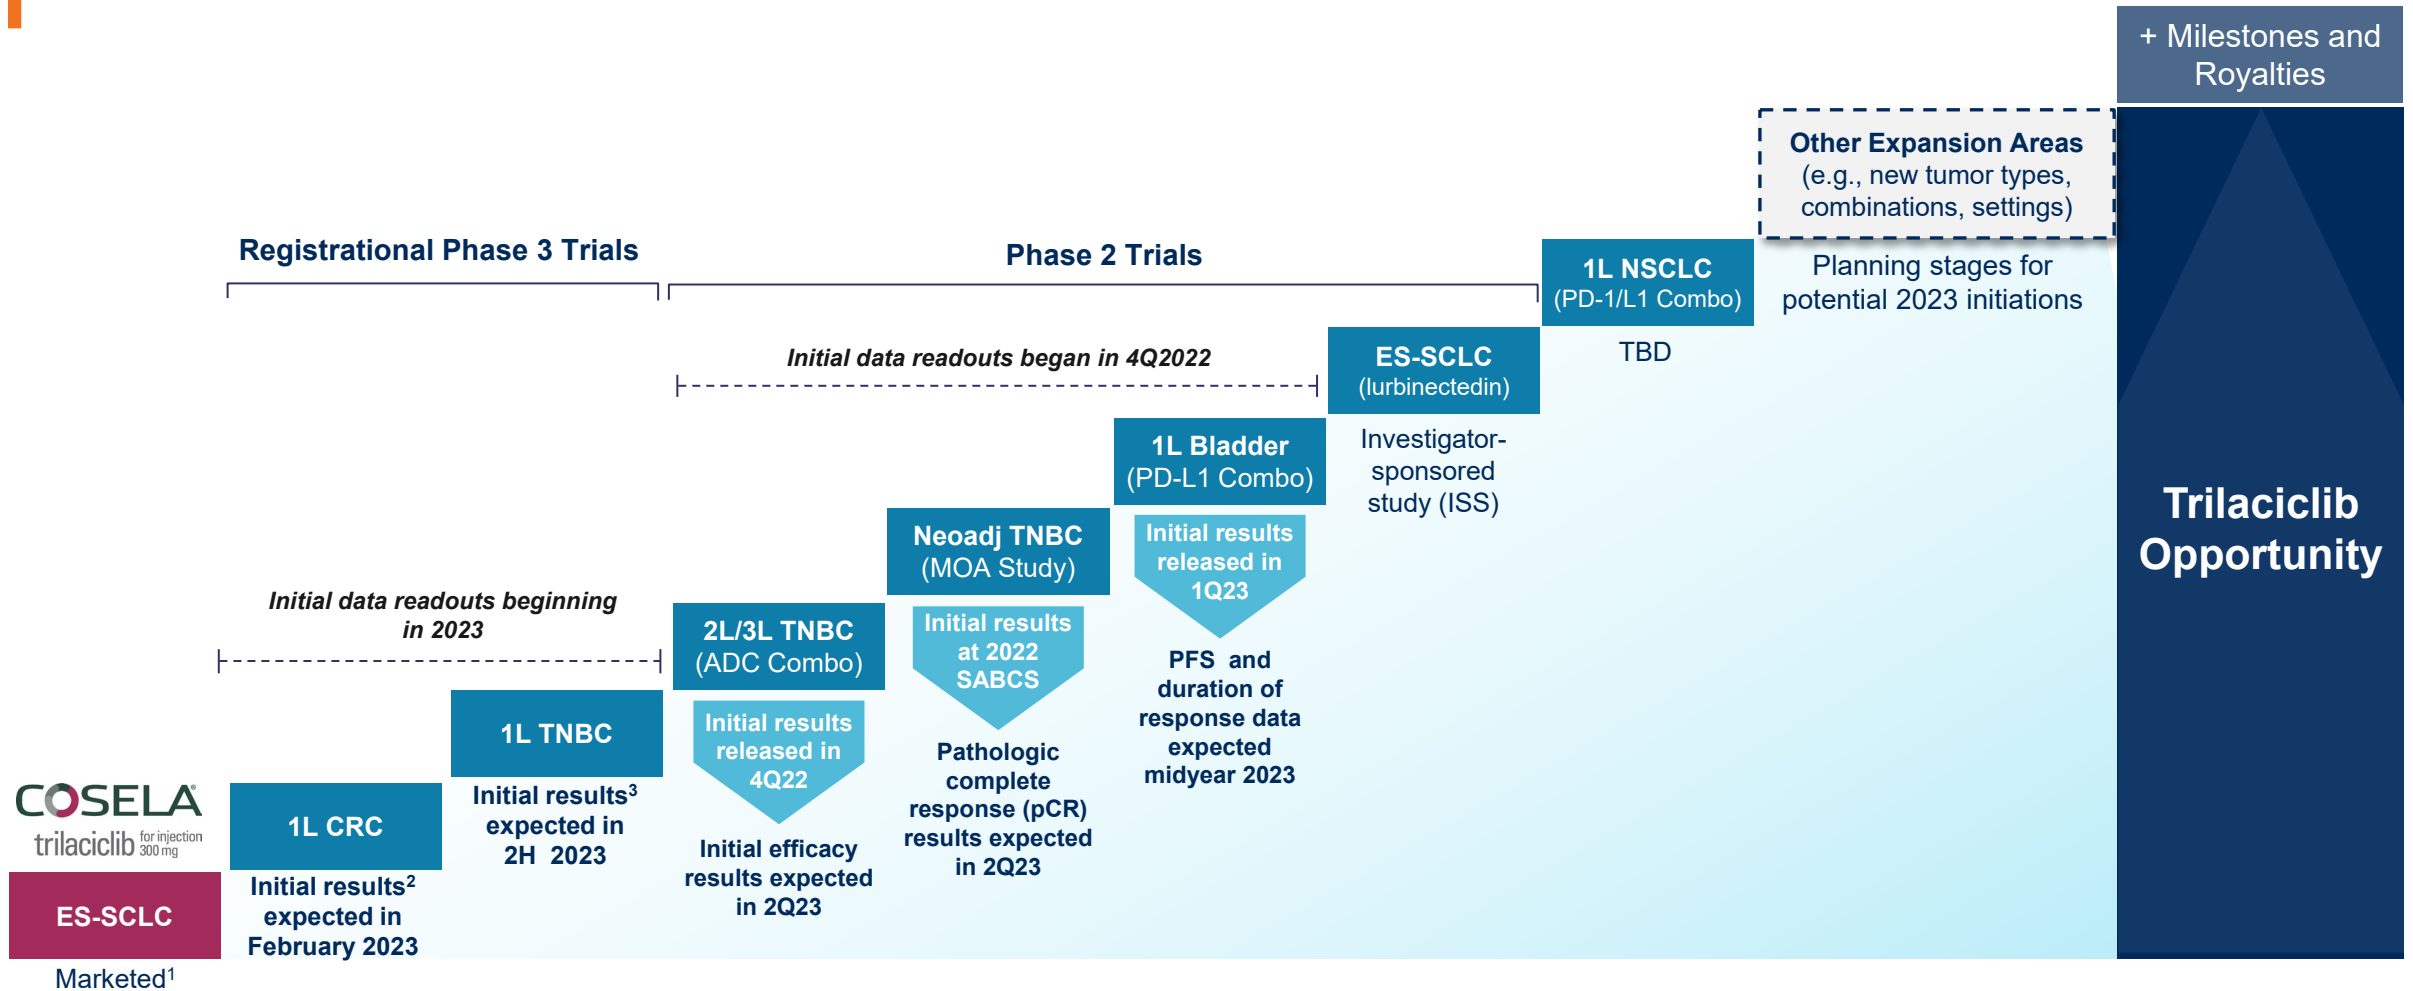 + Milestones and
Royalties
Other Expansion Areas
(e.g., new tumor types,
combinations, settings)
Planning stages for
potential 2023 initiations
Registrational Phase 3 Trials
Phase 2 Trials
1L NSCLC
(PD-1/L1 Combo)
TBD
Initial data readouts began in 4Q2022
ES-SCLC
(lurbinectedin)
Investigator-
sponsored
study (ISS)
1L Bladder
(PD-L1 Combo)
Initial results
released in
1Q23
PFS and
duration of
response data
expected
midyear 2023
Neoadj TNBC
(MOA Study)
Initial results
at 2022
SABCS
Pathologic
complete
response (pCR)
results expected
in 2Q23
Initial data readouts beginning
in 2023
2L/3L TNBC
(ADC Combo)
Initial results
released in
4Q22
Initial efficacy
results expected
in 2Q23
1L TNBC
Initial results³
expected in
2H 2023
1L CRC
Initial results²
expected in
February 2023
COSELA®
trilaciclib for injection
300 mg
ES-SCLC
Marketed¹
Trilaciclib
Opportunity